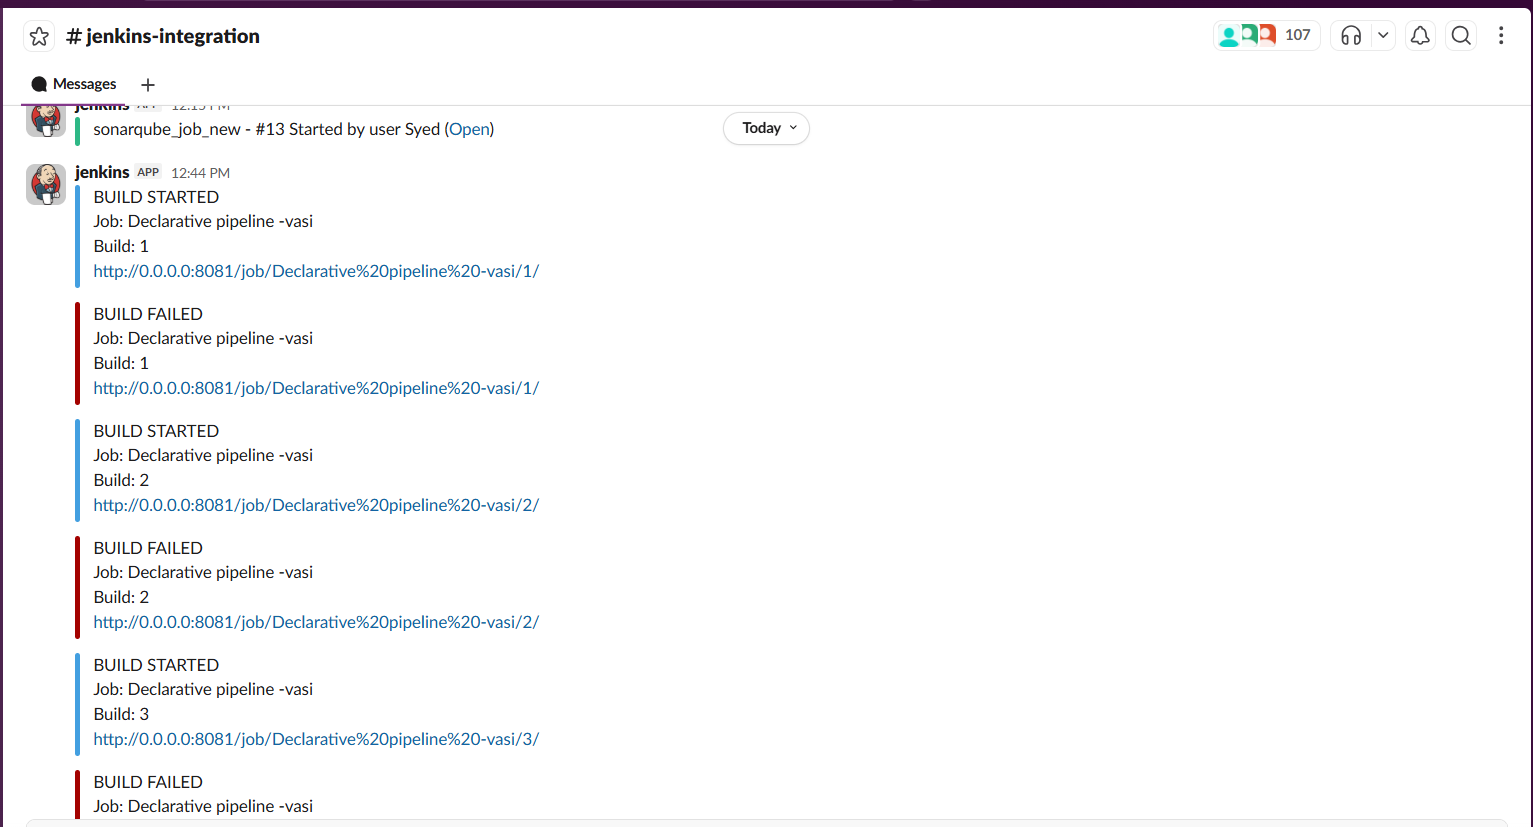 # jenkins-integration
107
Messages
jenkins APP 12:15 PM
sonarqube_job_new - #13 Started by user Syed (Open)
Today
jenkins APP 12:44 PM
BUILD STARTED
Job: Declarative pipeline -vasi
Build: 1
http://0.0.0.0:8081/job/Declarative%20pipeline%20-vasi/1/
BUILD FAILED
Job: Declarative pipeline -vasi
Build: 1
http://0.0.0.0:8081/job/Declarative%20pipeline%20-vasi/1/
BUILD STARTED
Job: Declarative pipeline -vasi
Build: 2
http://0.0.0.0:8081/job/Declarative%20pipeline%20-vasi/2/
BUILD FAILED
Job: Declarative pipeline -vasi
Build: 2
http://0.0.0.0:8081/job/Declarative%20pipeline%20-vasi/2/
BUILD STARTED
Job: Declarative pipeline -vasi
Build: 3
http://0.0.0.0:8081/job/Declarative%20pipeline%20-vasi/3/
BUILD FAILED
Job: Declarative pipeline -vasi